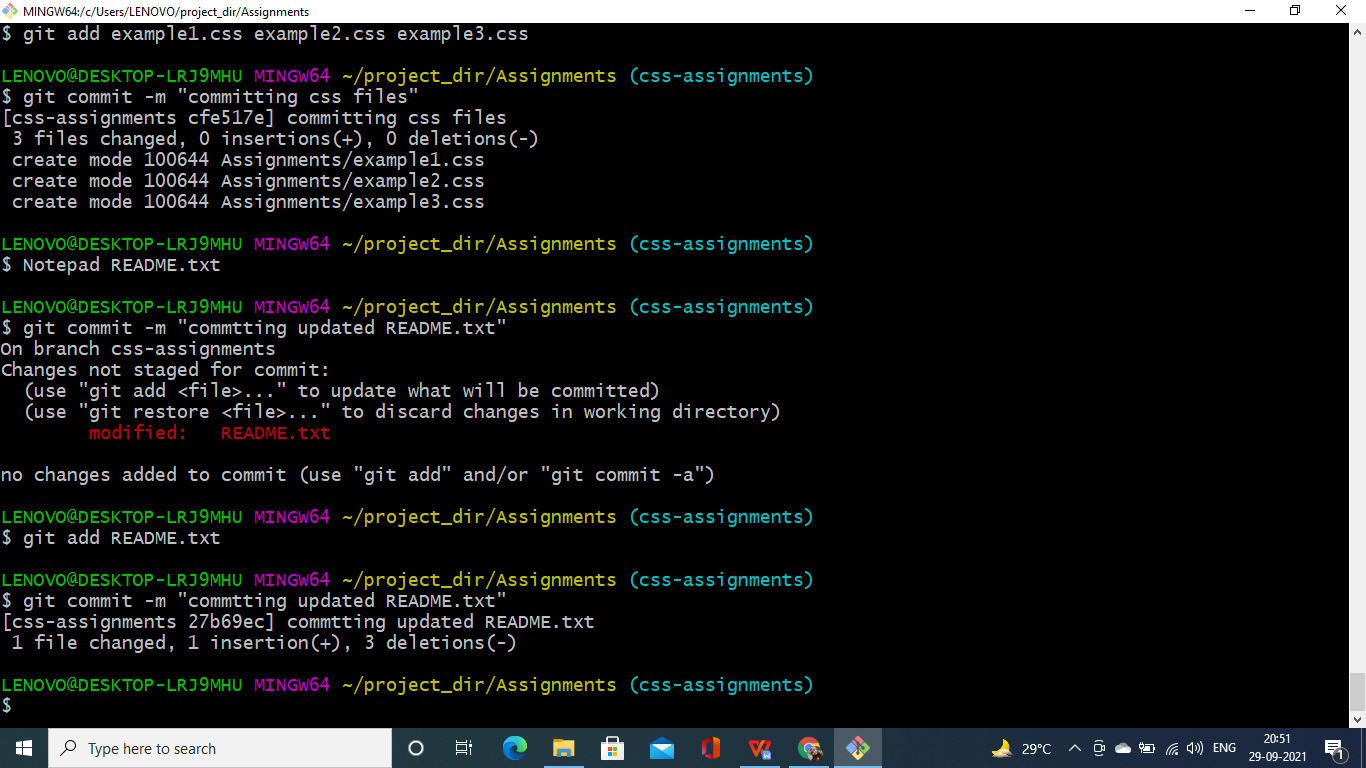 MINGW64:/c/Users/LENOVO/project_dir/Assignments
$ git add example1.css example2.css example3.css
LENOVO@DESKTOP-LRJ9MHU MINGW64 ~/project_dir/Assignments (css-assignments)
$ git commit -m "committing css files"
[css-assignments cfe517e] committing css files
 3 files changed, 0 insertions(+), 0 deletions(-)
 create mode 100644 Assignments/example1.css
 create mode 100644 Assignments/example2.css
 create mode 100644 Assignments/example3.css
LENOVO@DESKTOP-LRJ9MHU MINGW64 ~/project_dir/Assignments (css-assignments)
$ Notepad README.txt
LENOVO@DESKTOP-LRJ9MHU MINGW64 ~/project_dir/Assignments (css-assignments)
$ git commit -m "commtting updated README.txt"
On branch css-assignments
Changes not staged for commit:
  (use "git add <file>..." to update what will be committed)
  (use "git restore <file>..." to discard changes in working directory)
        modified:   README.txt
no changes added to commit (use "git add" and/or "git commit -a")
LENOVO@DESKTOP-LRJ9MHU MINGW64 ~/project_dir/Assignments (css-assignments)
$ git add README.txt
LENOVO@DESKTOP-LRJ9MHU MINGW64 ~/project_dir/Assignments (css-assignments)
$ git commit -m "commtting updated README.txt"
[css-assignments 27b69ec] commtting updated README.txt
 1 file changed, 1 insertion(+), 3 deletions(-)
LENOVO@DESKTOP-LRJ9MHU MINGW64 ~/project_dir/Assignments (css-assignments)
$
Type here to search
29°C
ENG
20:51
29-09-2021
1